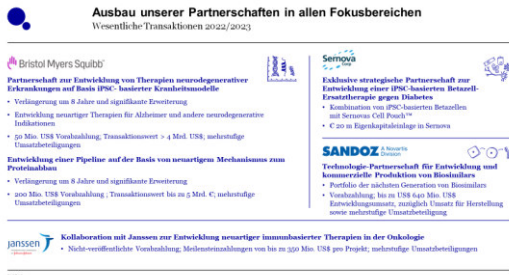 Ausbau unserer Partnerschaften in allen Fokusbereichen
Wesentliche Transaktionen 2022/2023
Bristol Myers Squibb
Partnerschaft zur Entwicklung von Therapien neurodegenerativer
Erkrankungen auf Basis iPSC- basierter Kranheitsmodelle
• Verlängerung um 8 Jahre und signifikante Erweiterung
• Entwicklung neuartiger Therapien für Alzheimer und andere neurodegenerative
Indikationen
• 50 Mio. US$ Vorabzahlung; Transaktionswert > 4 Mrd. US$; mehrstufige
Umsatzbeteiligungen
Entwicklung einer Pipeline auf der Basis von neuartigem Mechanismus zum
Proteinabbau
• Verlängerung um 8 Jahre und signifikante Erweiterung
• 200 Mio. US$ Vorabzahlung ; Transaktionswert bis zu 5 Mrd. €; mehrstufige
Umsatzbeteiligungen
Sernova
Exklusive strategische Partnerschaft zur
Entwicklung einer iPSC-basierten Betazell-
Ersatztherapie gegen Diabetes
• Kombination von iPSC-basierten Betazellen
mit Sernovas Cell Pouch™
• € 20 m Eigenkapitaleinlage in Sernova
SANDOZ A Novartis
Division
Technologie-Partnerschaft für Entwicklung und
kommerzielle Produktion von Biosimilars
• Portfolio der nächsten Generation von Biosimilars
• Vorabzahlung; bis zu US$ 640 Mio. US$
Entwicklungsumsatz, zuzüglich Umsatz für Herstellung
sowie mehrstufige Umsatzbeteiligung
janssen
Kollaboration mit Janssen zur Entwicklung neuartiger immunbasierter Therapien in der Onkologie
• Nicht-veröffentlichte Vorabzahlung; Meilensteinzahlungen von bis zu 350 Mio. US$ pro Projekt; mehrstufige Umsatzbeteiligungen